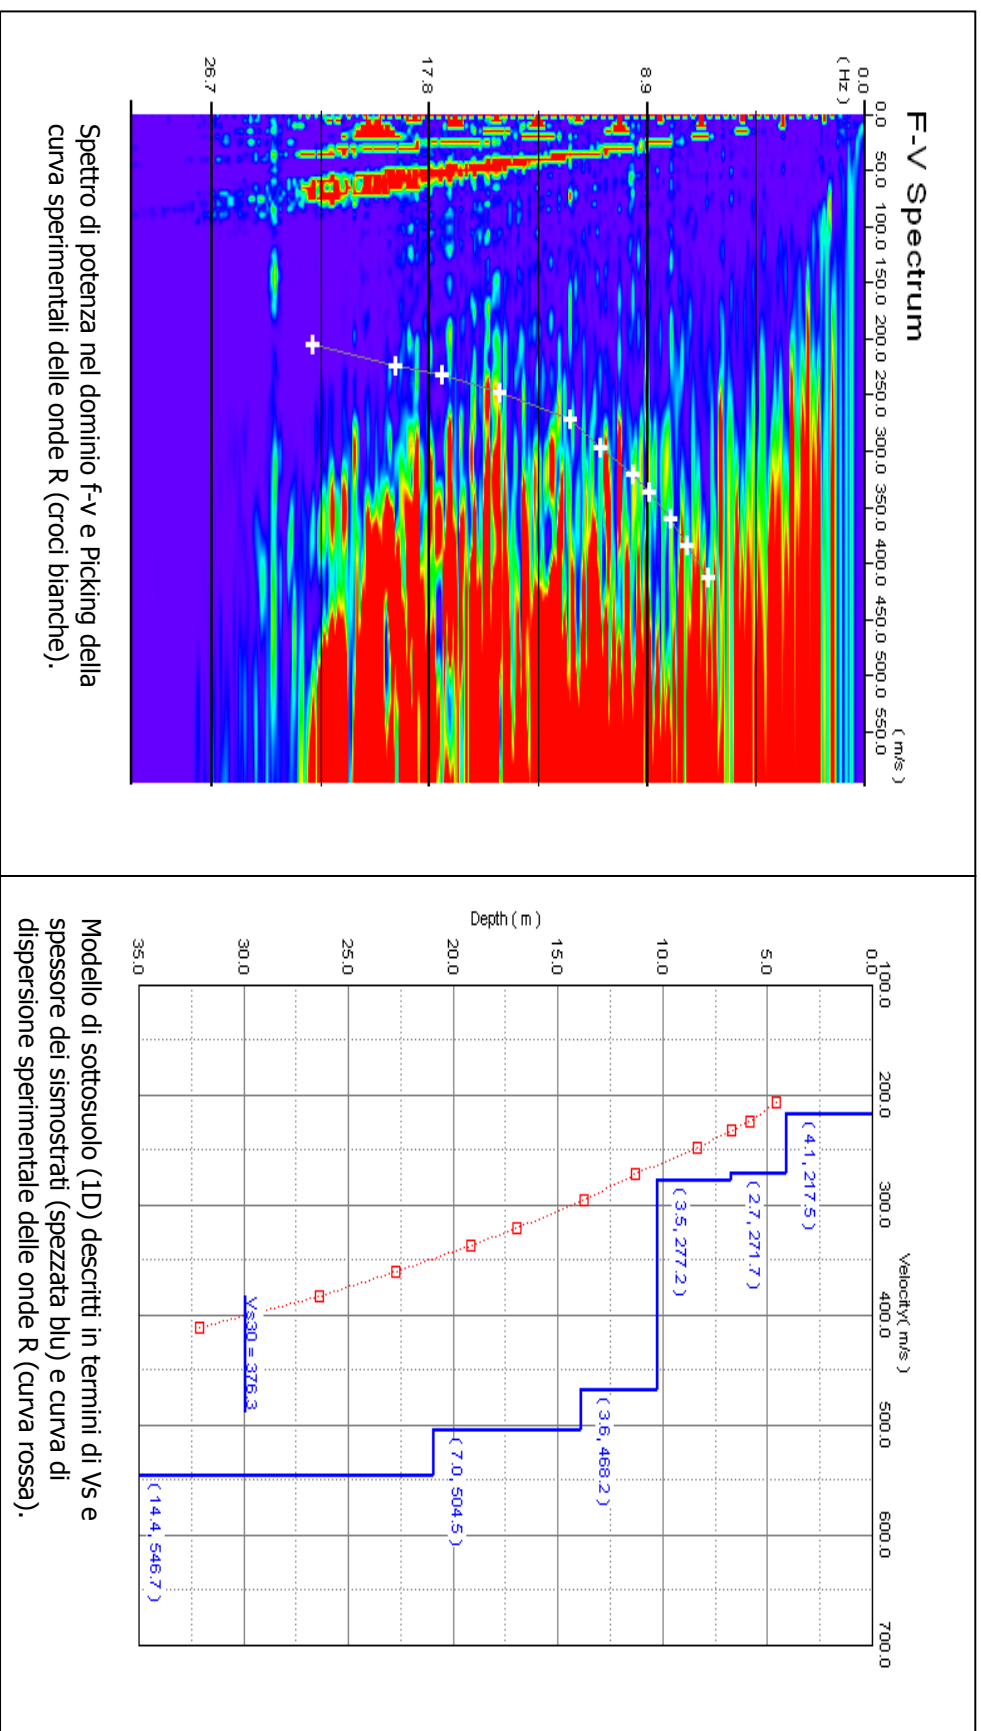 F-V Spectrum
( m/s )
0.0 50.0 100.0 150.0 200.0 250.0 300.0 350.0 400.0 450.0 500.0 550.0
0.0
( Hz )
8.9
17.8
26.7
Spettro di potenza nel dominio f-v e Picking della
curva sperimentali delle onde R (croci bianche).
Velocity( m/s )
100.0 200.0 300.0 400.0 500.0 600.0 700.0
0.0
5.0
10.0
15.0
20.0
25.0
30.0
35.0
Depth ( m )
( 4.1, 217.5 )
( 2.7, 271.7 )
( 3.5, 277.2 )
( 3.6, 468.2 )
( 7.0, 504.5 )
Vs30 = 376.3
( 14.4, 546.7 )
Modello di sottosuolo (1D) descritti in termini di Vs e
spessore dei sismostrati (spezzata blu) e curva di
dispersione sperimentale delle onde R (curva rossa).